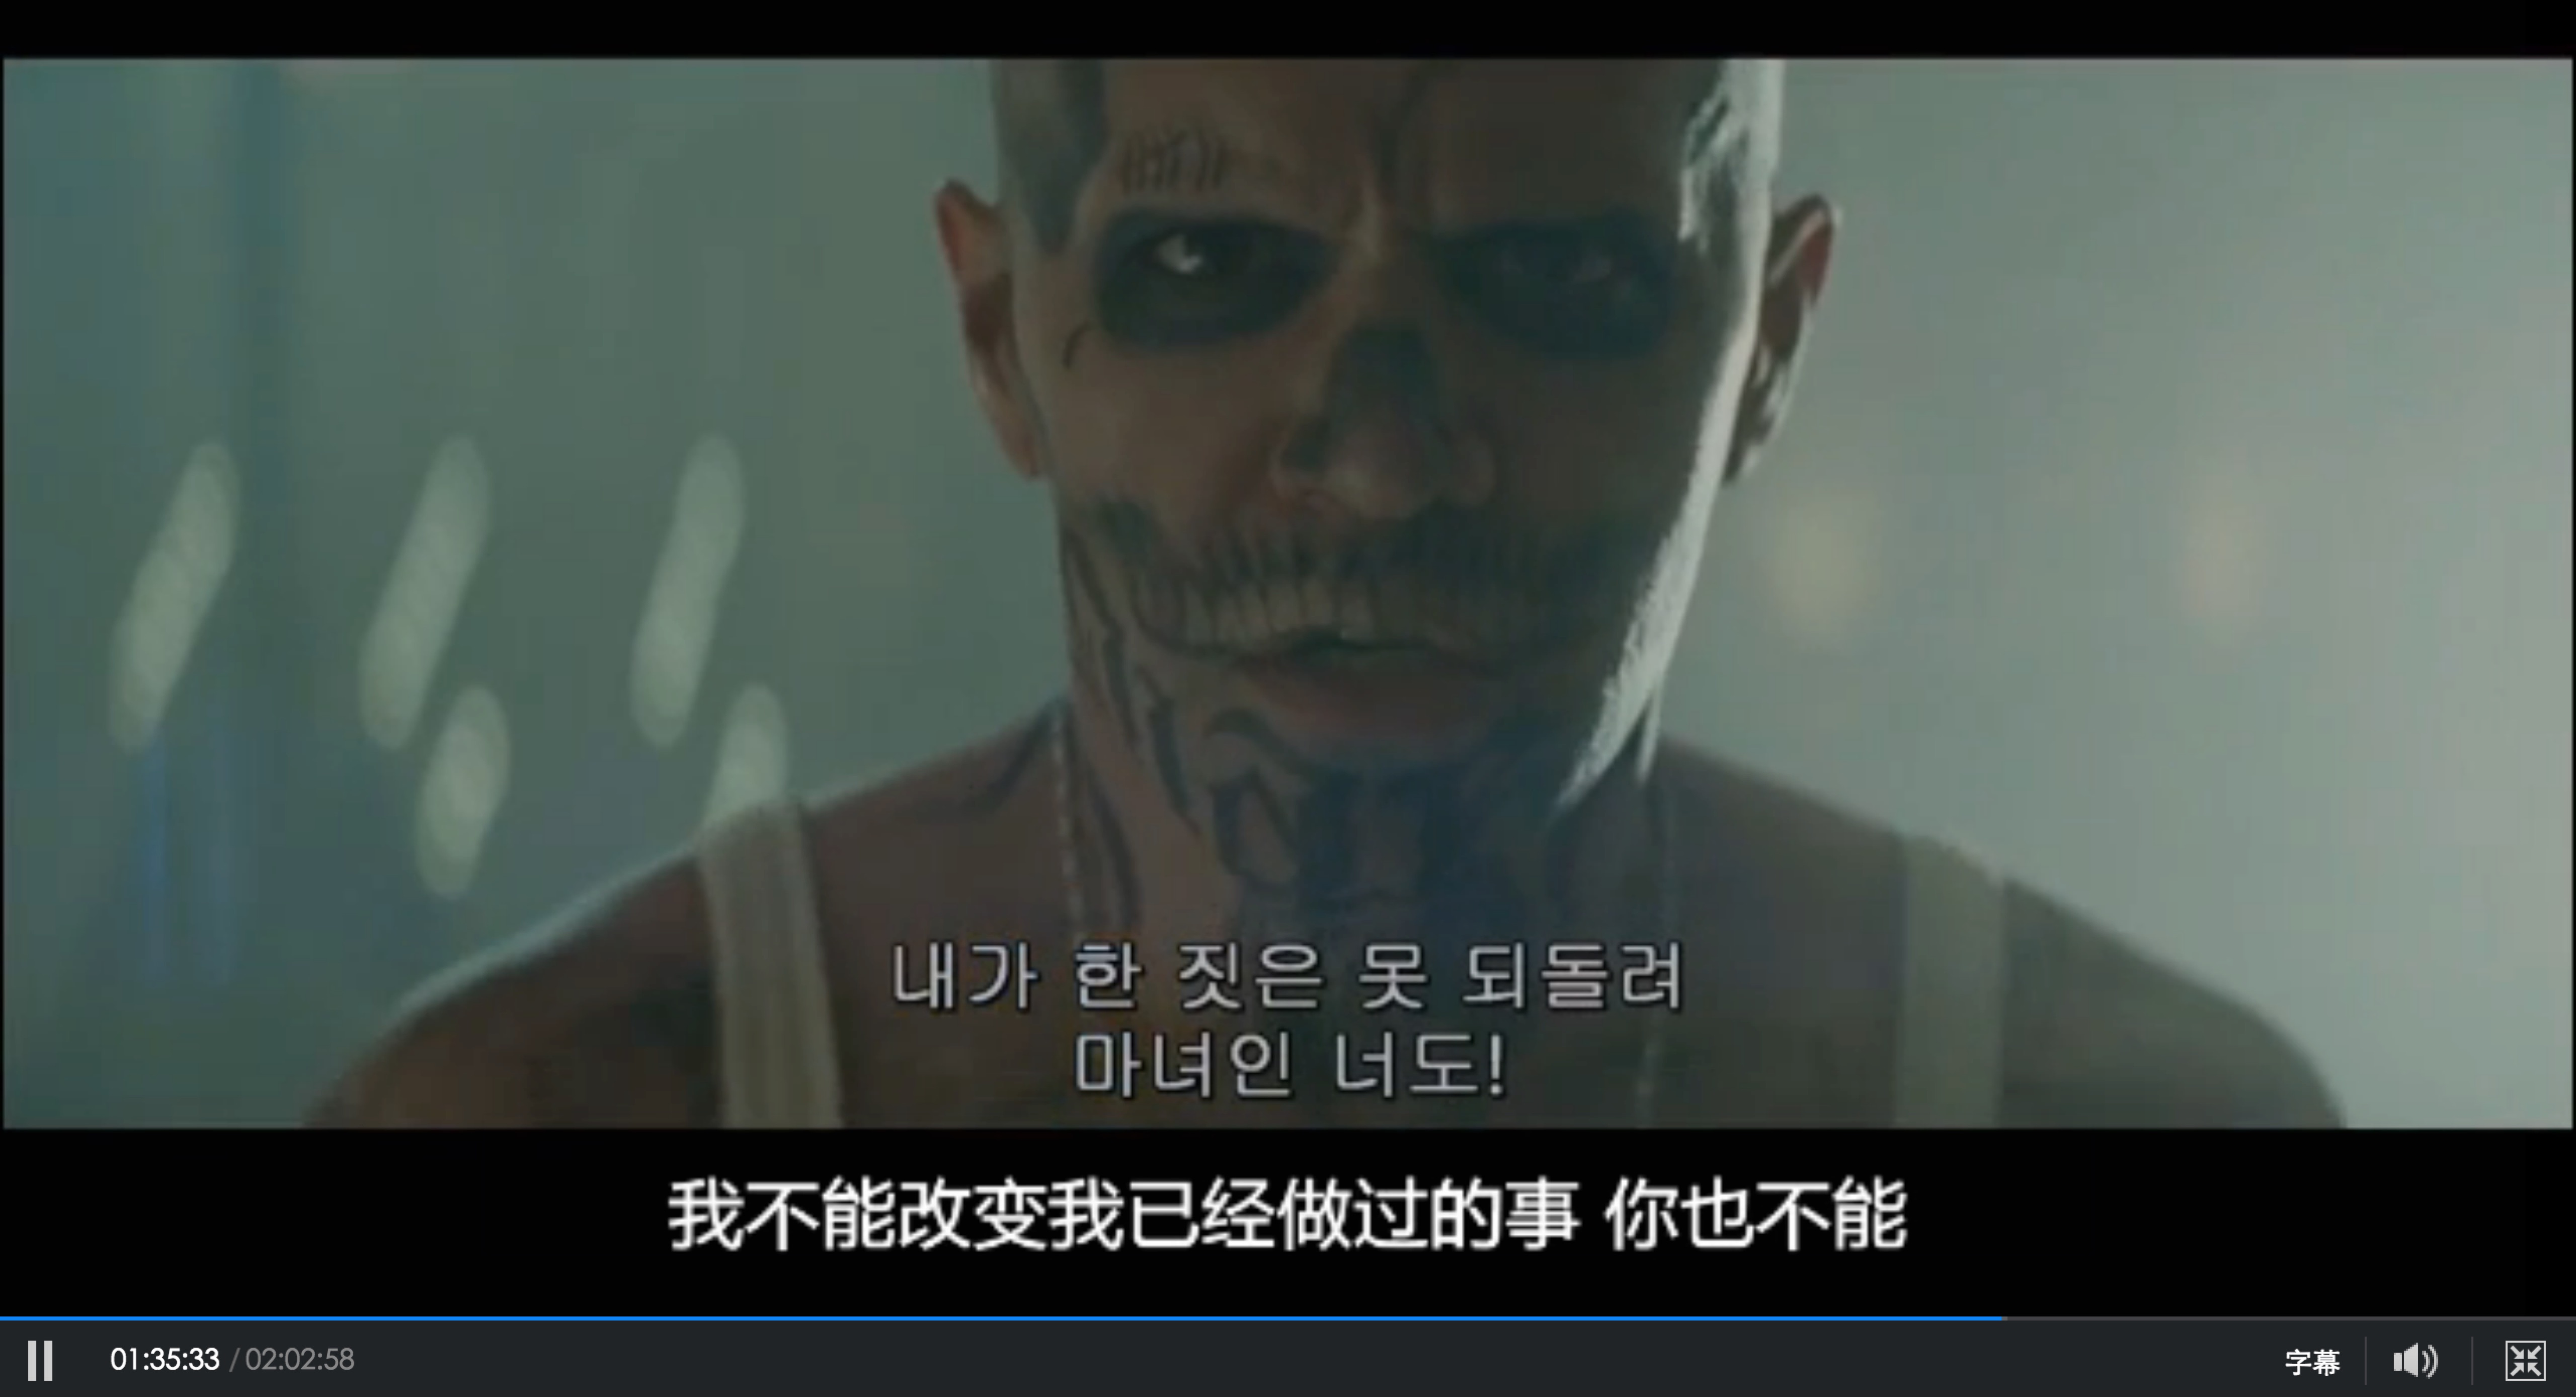 내가 한 짓은 못 되돌려
마녀인 너도!
我不能改变我已经做过的事 你也不能
01:35:33 / 02:02:58
字幕